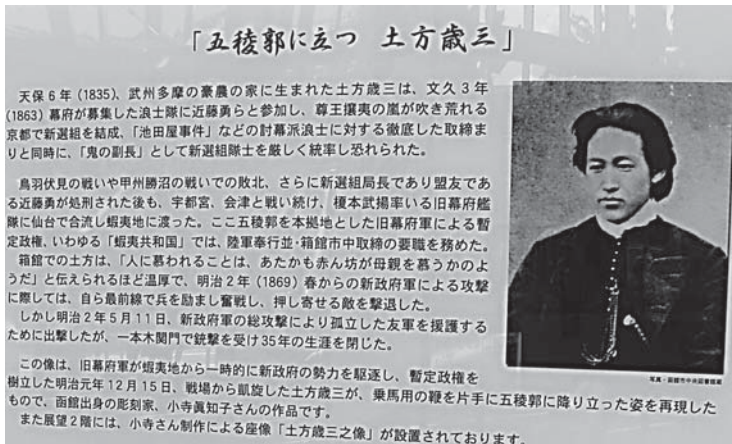 「五稜郭に立つ 土方歳三」
天保6年(1835)、武州多摩の豪農の家に生まれた土方歳三は、文久3年
(1863)幕府が募集した浪士隊に近藤勇らと参加し、尊王攘夷の嵐が吹き荒れる
京都で新選組を結成、「池田屋事件」などの討幕派浪士に対する徹底した取締ま
りと同時に、「鬼の副長」として新選組隊士を厳しく統率し恐れられた。
鳥羽伏見の戦いや甲州勝沼の戦いでの敗北、さらに新選組局長であり盟友であ
る近藤勇が処刑された後も、宇都宮、会津と戦い続け、榎本武揚率いる旧幕府艦
隊に仙台で合流し蝦夷地に渡った。ここ五稜郭を本拠地とした旧幕府軍による暫
定政権、いわゆる「蝦夷共和国」では、陸軍奉行並・箱館市中取締の要職を務めた。
箱館での土方は、「人に慕われることは、あたかも赤ん坊が母親を慕うかのよ
うだ」と伝えられるほど温厚で、明治2年(1869)春からの新政府軍による攻撃
に際しては、自ら最前線で兵を励まし奮戦し、押し寄せる敵を撃退した。
しかし明治2年5月11日、新政府軍の総攻撃により孤立した友軍を援護する
ために出撃したが、一本木関門で銃撃を受け35年の生涯を閉じた。
この像は、旧幕府軍が蝦夷地から一時的に新政府の勢力を駆逐し、暫定政権を
樹立した明治元年12月15日、戦場から凱旋した土方歳三が、乗馬用の鞭を片手に五稜郭に降り立った姿を再現した
もので、函館出身の彫刻家、小寺眞知子さんの作品です。
また展望2階には、小寺さん制作による座像「土方歳三之像」が設置されております。
写真・函館市中央図書館蔵